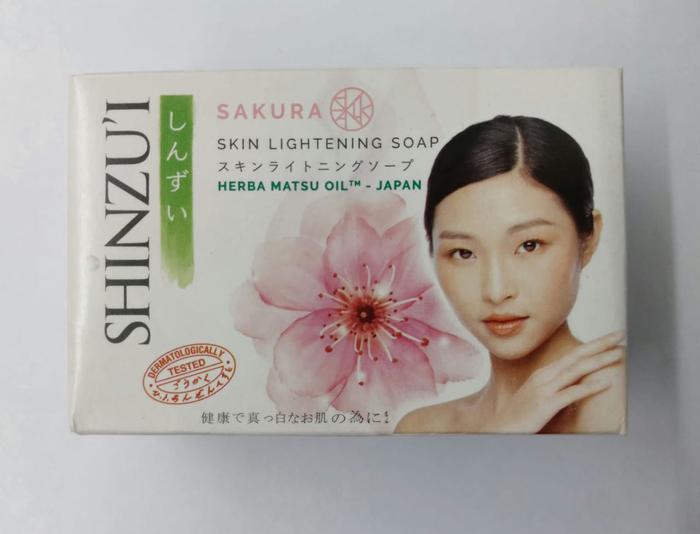 SHINZU'I
しんずい
SAKURA
SKIN LIGHTENING SOAP
スキンライトニングソープ
HERBA MATSU OIL™ - JAPAN
DERMATOLOGICALLY
TESTED
健康で真っ白なお肌の為に